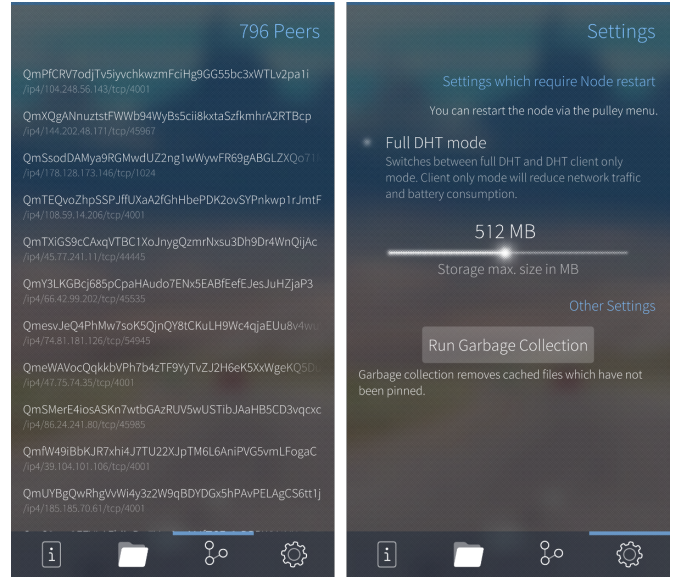 796 Peers
QmPfCRV7odjTv5iyvchkwzmFciHg9GG55bc3xWTLv2pa1i
/ip4/104.248.56.143/tcp/4001
QmXQgANnuztstFWWb94WyBs5cii8kxtaSzfkmhrA2RTBcp
/ip4/144.202.48.171/tcp/45967
QmSsodDAMya9RGMwdUZ2ng1wWywFR69gABGLZXQo71
/ip4/178.128.173.146/tcp/1024
QmTEQvoZhpSSPJffUXaA2fGhHbePDK2ovSYPnkwp1rJmtF
/ip4/108.59.14.206/tcp/4001
QmTXiGS9cCAxqVTBC1XoJnygQzmrNxsu3Dh9Dr4WnQijAc
/ip4/45.77.241.11/tcp/44445
QmY3LKGBcj685pCpaHAudo7ENx5EABfEefEJesJuHZjaP3
/ip4/66.42.99.202/tcp/45535
QmesvJeQ4PhMw7soK5QjnQY8tCKuLH9Wc4qjaEUu8v4wu
/ip4/74.81.181.126/tcp/54945
QmeWAVocQqkkbVPh7b4zTF9YyTvZJ2H6eK5XxWgeKQ5D
/ip4/47.75.74.35/tcp/4001
QmSMerE4iosASKn7wtbGAzRUV5wUSTibJAaHB5CD3vqcxc
/ip4/86.24.241.80/tcp/45985
QmfW49iBbKJR7xhi4J7TU22XJpTM6L6AniPVG5vmLFogaC
/ip4/39.104.101.106/tcp/4001
QmUYBgQwRhgVvWi4y3z2W9qBDYDGx5hPAvPELAgCS6tt1j
/ip4/185.185.70.61/tcp/4001
Settings
Settings which require Node restart
You can restart the node via the pulley menu.
Full DHT mode
Switches between full DHT and DHT client only
mode. Client only mode will reduce network traffic
and battery consumption.
512 MB
Storage max. size in MB
Other Settings
Run Garbage Collection
Garbage collection removes cached files which have not
been pinned.